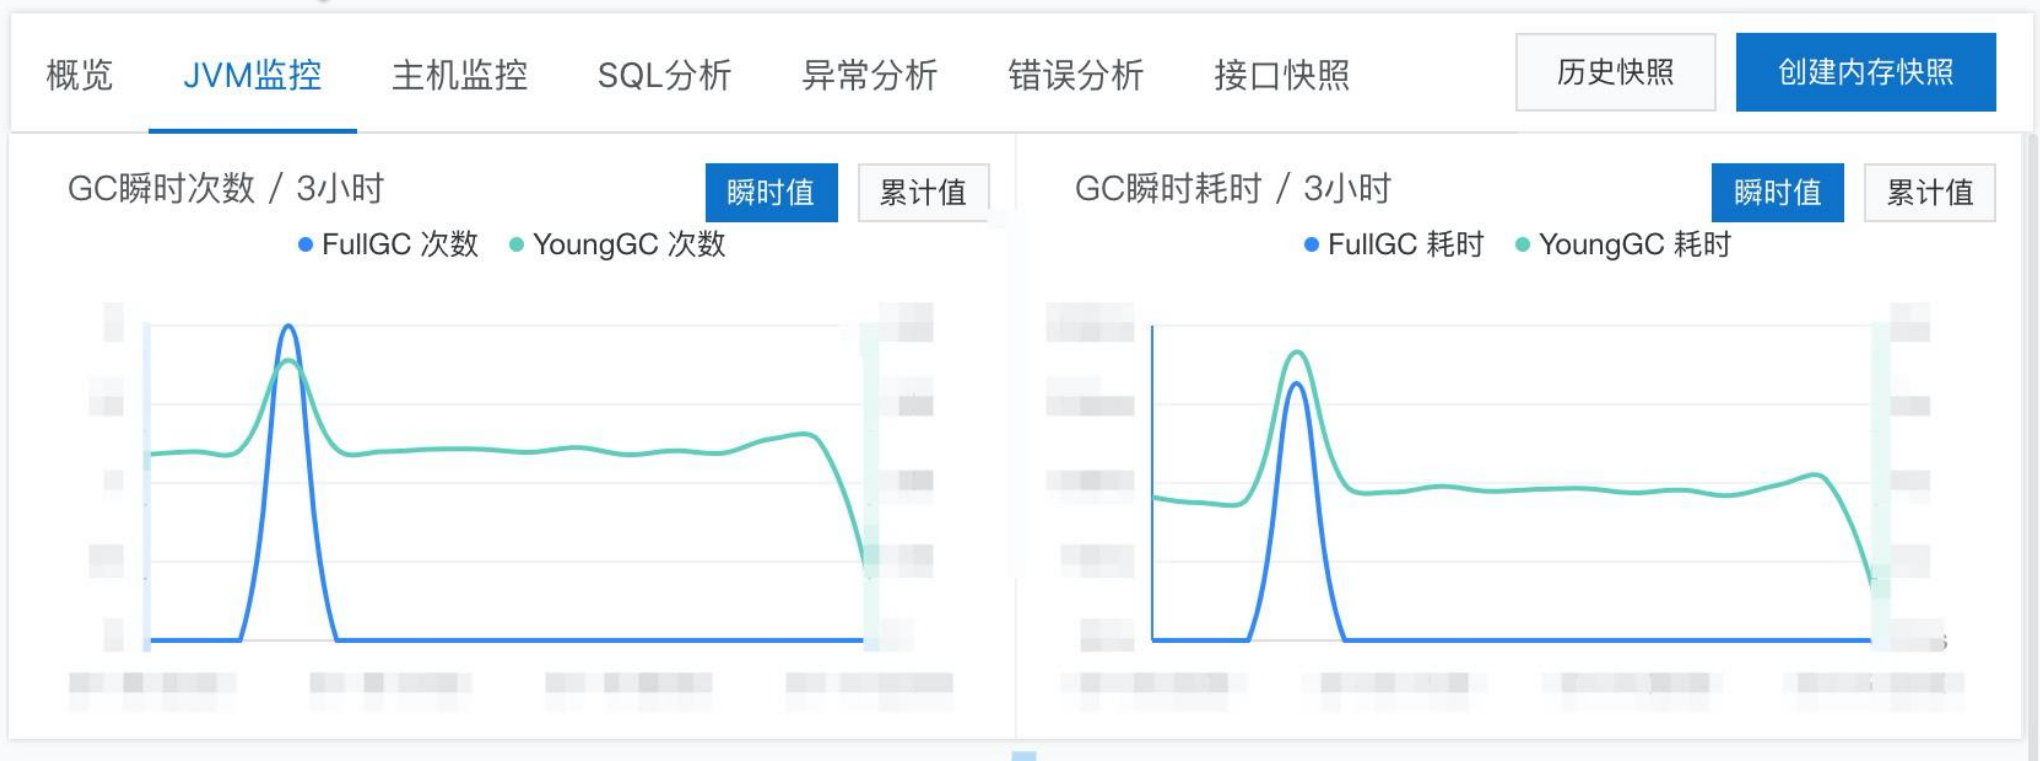 概览 JVM监控 主机监控 SQL分析 异常分析 错误分析 接口快照 历史快照 创建内存快照
GC瞬时次数 / 3小时 瞬时值 累计值
FullGC 次数 YoungGC 次数
GC瞬时耗时 / 3小时 瞬时值 累计值
FullGC 耗时 YoungGC 耗时